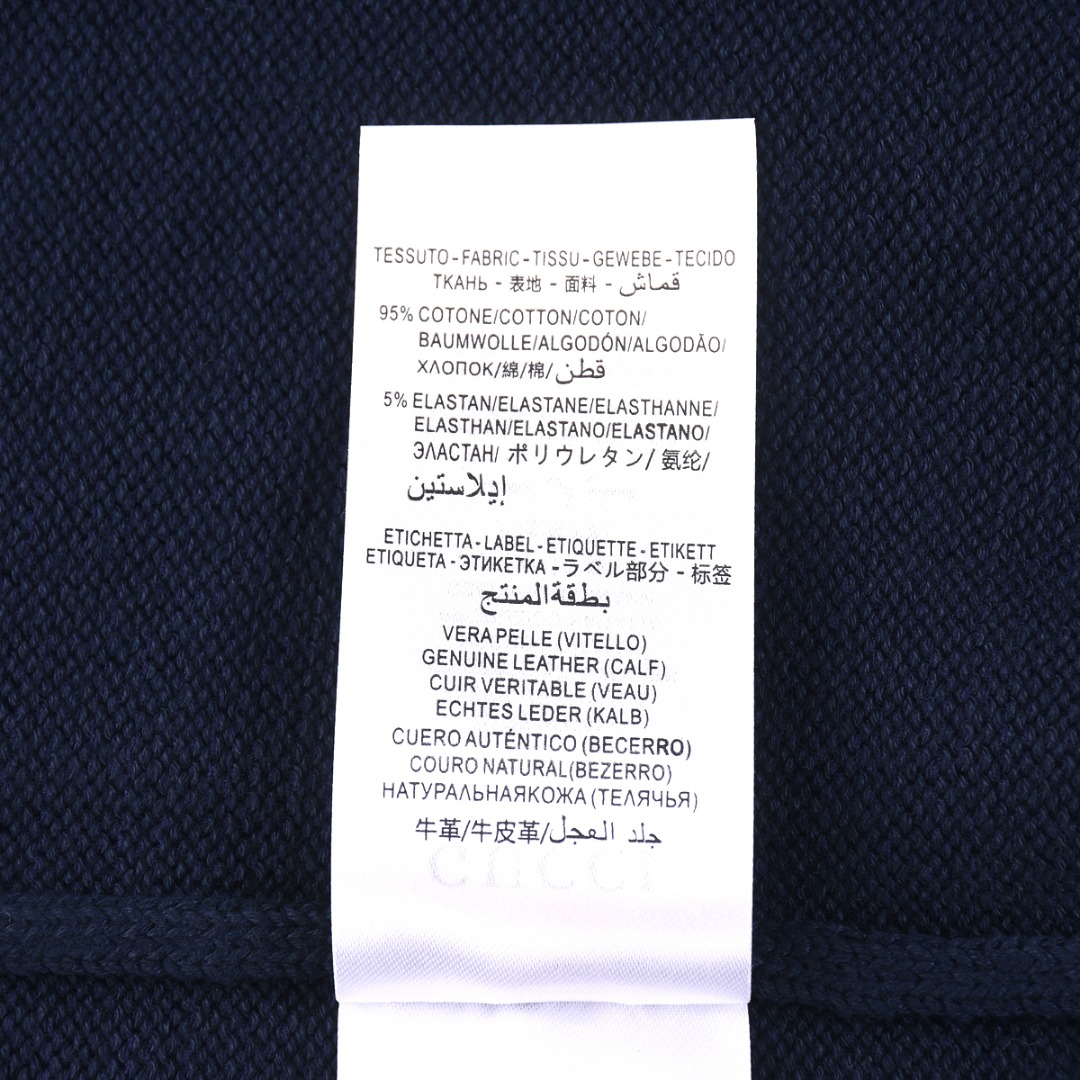 TESSUTO-FABRIC-TISSU-GEWEBE-TECIDO
ТКАНЬ - 表地 - 面料 - قماش
95% COTONE/COTTON/COTON/
BAUMWOLLE/ALGODÓN/ALGODÃO/
ХЛОПОК/綿/棉/قطن
5% ELASTAN/ELASTANE/ELASTHANNE/
ELASTHAN/ELASTANO/ELASTANO/
ЭЛАСТАН/ ポリウレタン/ 氨纶/
إيلاستين
ETICHETTA-LABEL-ETIQUETTE-ETIKETT
ETIQUETA-ЭТИКЕТКА -ラベル部分 - 标签
بطقةالمنتج
VERA PELLE (VITELLO)
GENUINE LEATHER (CALF)
CUIR VERITABLE (VEAU)
ECHTES LEDER (KALB)
CUERO AUTÉNTICO (BECERRO)
COURO NATURAL(BEZERRO)
НАТУРАЛЬНАЯКОЖА (ТЕЛЯЧЬЯ)
牛革/牛皮革/جلد العجل
GUCCI